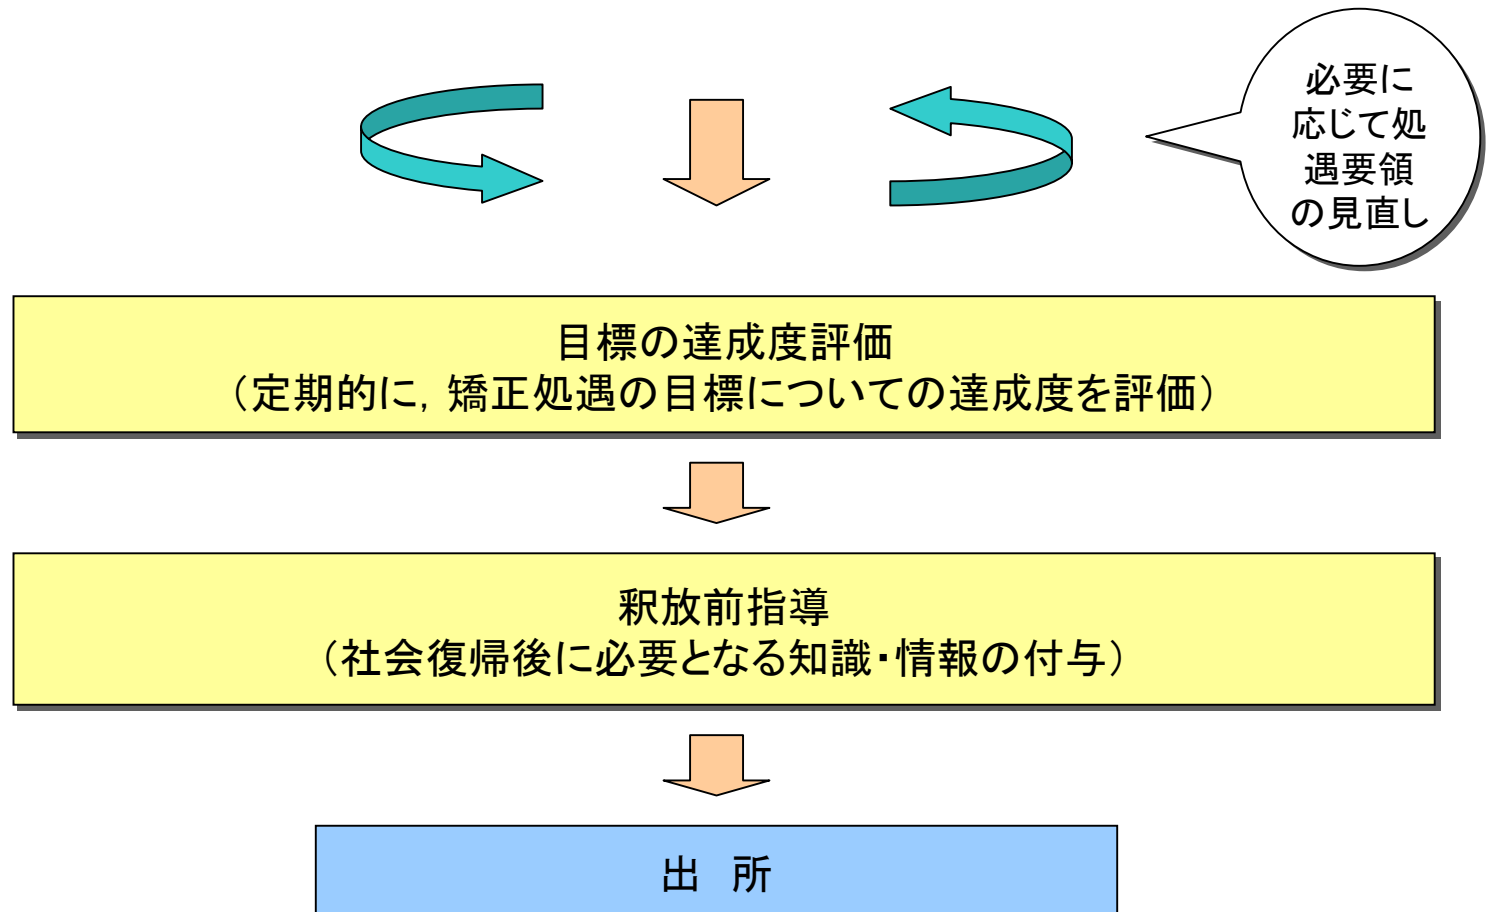 必要に
応じて処
遇要領
の見直し
目標の達成度評価
（定期的に，矯正処遇の目標についての達成度を評価）
釈放前指導
（社会復帰後に必要となる知識・情報の付与）
出　所